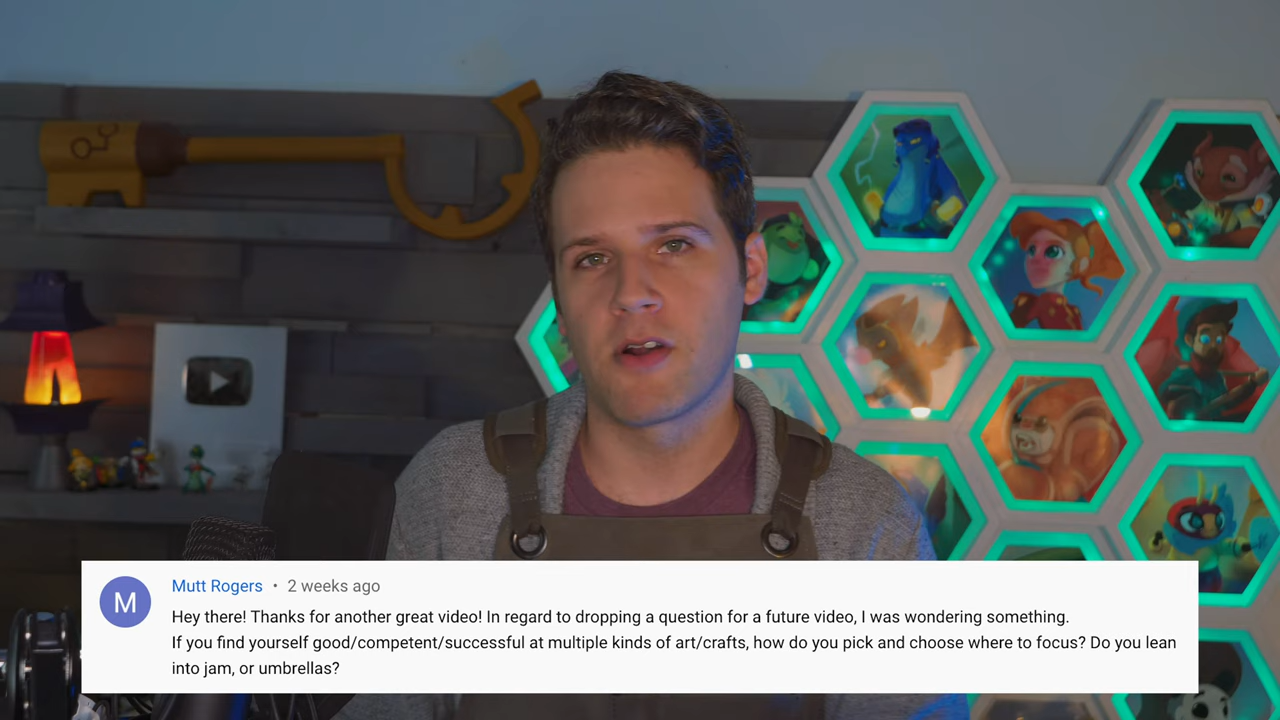 M
Mutt Rogers • 2 weeks ago
Hey there! Thanks for another great video! In regard to dropping a question for a future video, I was wondering something.
If you find yourself good/competent/successful at multiple kinds of art/crafts, how do you pick and choose where to focus? Do you lean
into jam, or umbrellas?